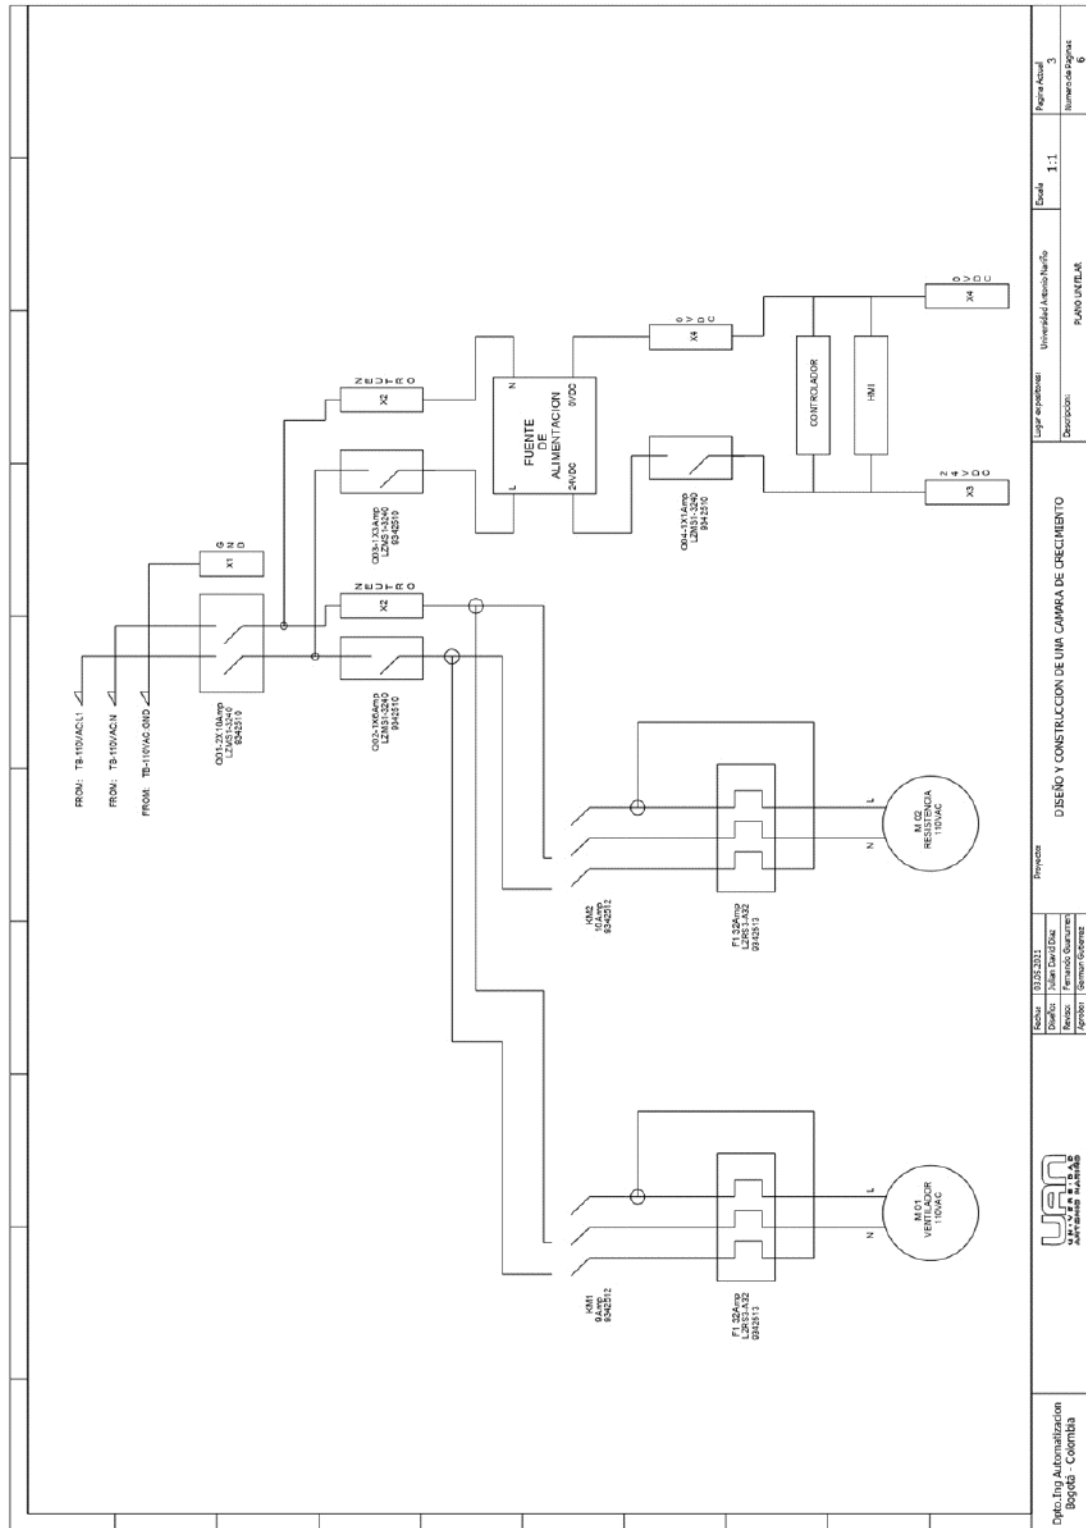 FROM: TB-110VAC:L1
FROM: TB-110VAC:N
FROM: TB-110VAC:GND
Q01-2X10Amp
LZMS1-3240
9342510
X1
GND
Q02-1X6Amp
LZMS1-3240
9342510
X2
NEUTRO
Q03-1X3Amp
LZMS1-3240
9342510
X2
NEUTRO
L
N
FUENTE
DE
ALIMENTACION
24VDC
0VDC
Q04-1X1Amp
LZMS1-3240
9342510
X4
0VDC
CONTROLADOR
HMI
X3
24VDC
X4
0VDC
KM1
9Amp
9342512
KM2
10Amp
9342512
F1 32Amp
LZRS3-A32
9342513
F1 32Amp
LZRS3-A32
9342513
N
L
M 01
VENTILADOR
110VAC
N
L
M 02
RESISTENCIA
110VAC
Dpto.Ing Automatizacion
Bogotá - Colombia
UAN
UNIVERSIDAD
ANTONIO NARIÑO
Fecha: 03.05.2021
Diseño: Julian David Diaz
Reviso:
Fernando
Aprobo: German Gutierrez
Proyecto:
DISEÑO Y CONSTRUCCION DE UNA CAMARA DE CRECIMIENTO
Lugar
Universidad Antonio Nariño
Descripcion:
PLANO UNIFILAR
Escala
1:1
Pagina Actual
3
Numero de Paginas
6